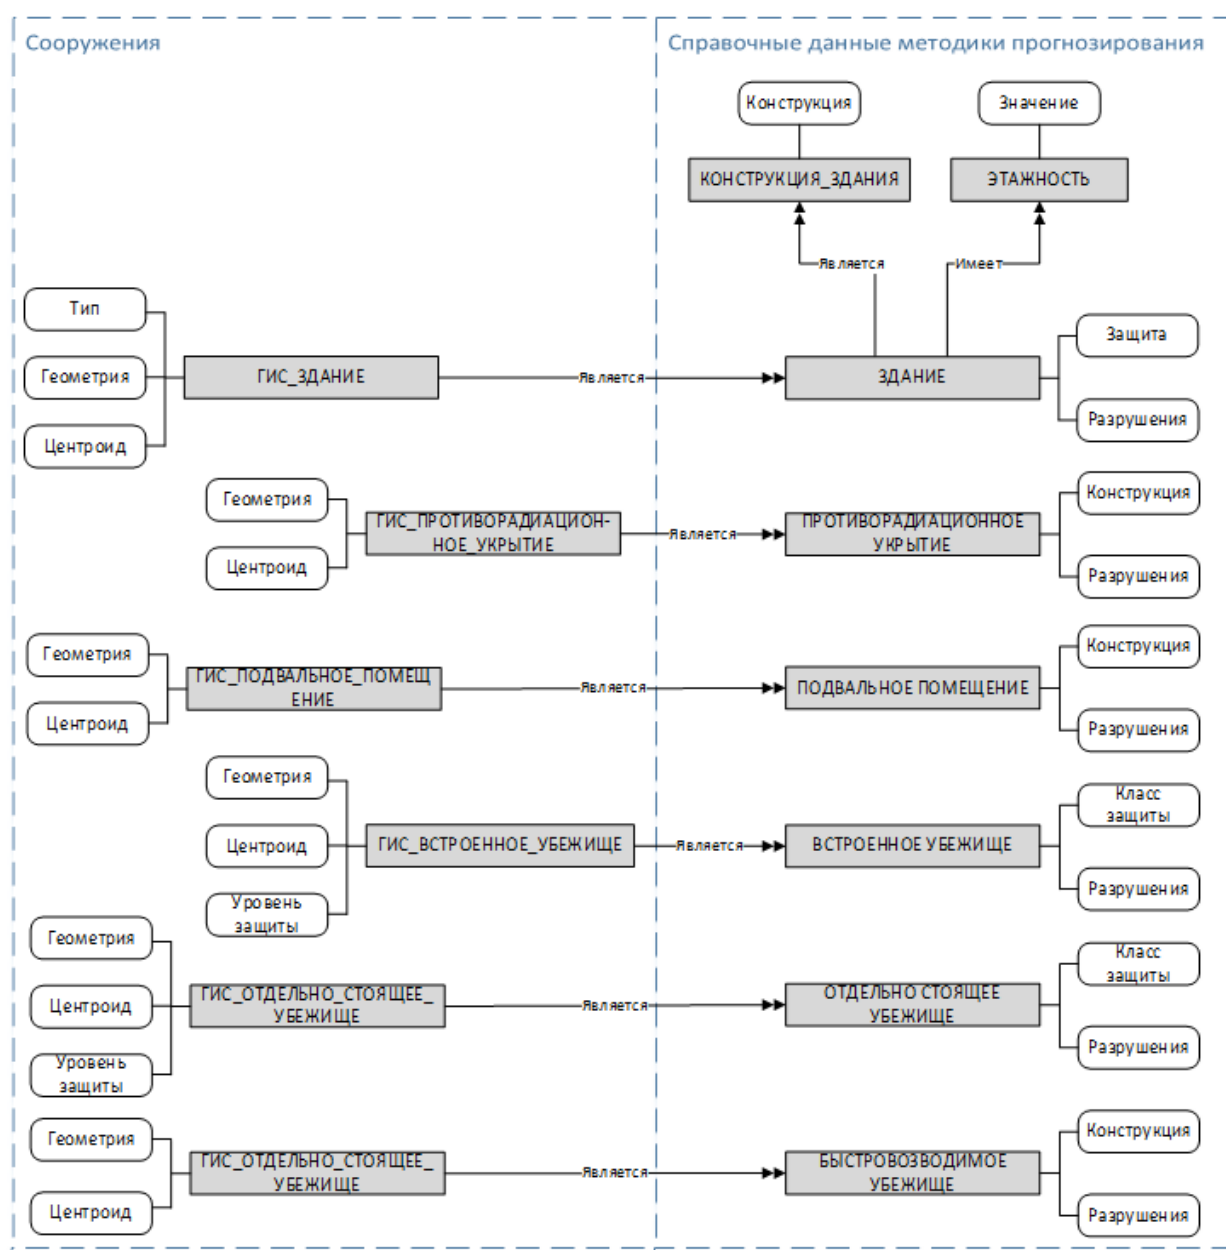 Сооружения
Справочные данные методики прогнозирования
Конструкция
Значение
КОНСТРУКЦИЯ_ЗДАНИЯ
ЭТАЖНОСТЬ
Является
Имеет
Тип
Геометрия
Центроид
ГИС_ЗДАНИЕ
Является
ЗДАНИЕ
Защита
Разрушения
Геометрия
Центроид
ГИС_ПРОТИВОРАДИАЦИОН-
НОЕ_УКРЫТИЕ
Является
ПРОТИВОРАДИАЦИОННОЕ
УКРЫТИЕ
Конструкция
Разрушения
Геометрия
Центроид
ГИС_ПОДВАЛЬНОЕ_ПОМЕЩ
ЕНИЕ
Является
ПОДВАЛЬНОЕ ПОМЕЩЕНИЕ
Конструкция
Разрушения
Геометрия
Центроид
Уровень
защиты
ГИС_ВСТРОЕННОЕ_УБЕЖИЩЕ
Является
ВСТРОЕННОЕ УБЕЖИЩЕ
Класс
защиты
Разрушения
Геометрия
Центроид
Уровень
защиты
ГИС_ОТДЕЛЬНО_СТОЯЩЕЕ_
УБЕЖИЩЕ
Является
ОТДЕЛЬНО СТОЯЩЕЕ
УБЕЖИЩЕ
Класс
защиты
Разрушения
Геометрия
Центроид
ГИС_ОТДЕЛЬНО_СТОЯЩЕЕ_
УБЕЖИЩЕ
Является
БЫСТРОВОЗВОДИМОЕ
УБЕЖИЩЕ
Конструкция
Разрушения